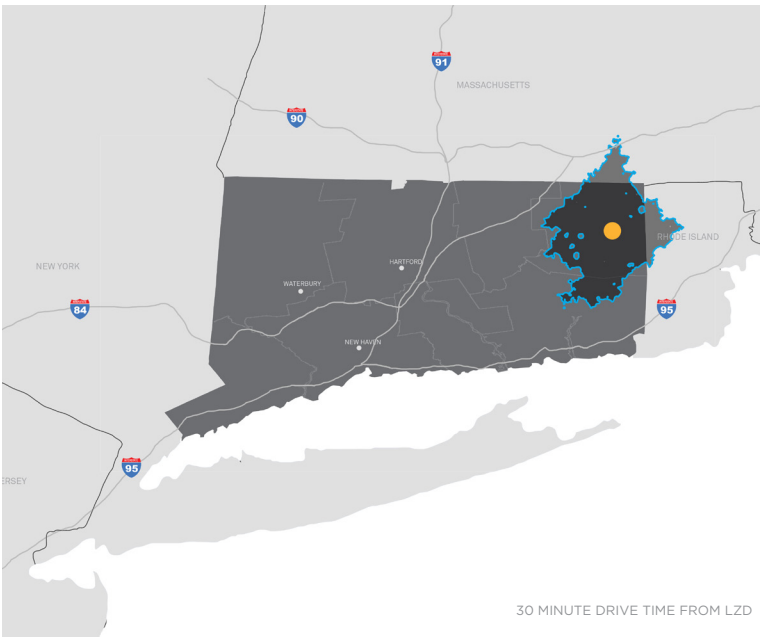 91
MASSACHUSETTS
90
RHODE ISLAND
HARTFORD
NEW YORK
WATERBURY
84
95
NEW HAVEN
95
ERSEY
30 MINUTE DRIVE TIME FROM LZD